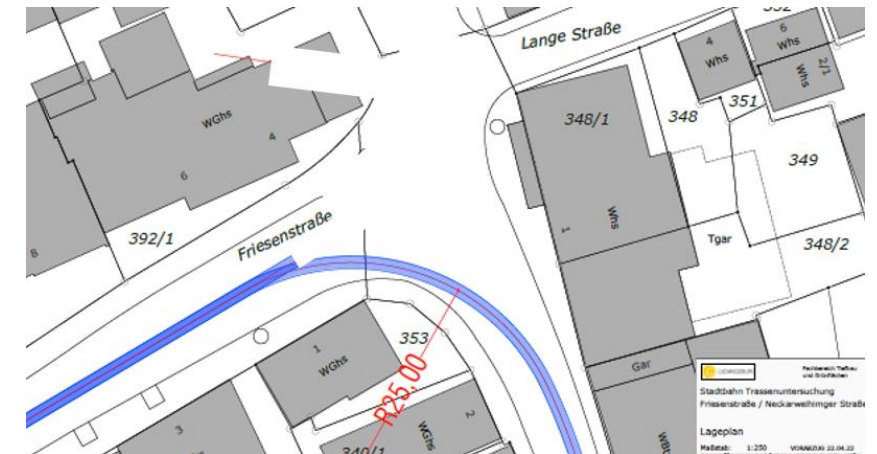 352
Lange Straße
4
Whs
6
Whs
2/1
Whs
351
348/1
348
349
WGhs
4
6
8
392/1
Friesenstraße
Whs
1
Tgar
348/2
353
1
WGhs
R25,00
Gar
3
2
WGhs
340/1
LUDWIGSBURG
Fachbereich Tiefbau
und Grünflächen
Stadtbahn Trassenuntersuchung
Friesenstraße / Neckarweihinger Straße
Lageplan
Maßstab: 1:250 VORABZUG 22.04.22